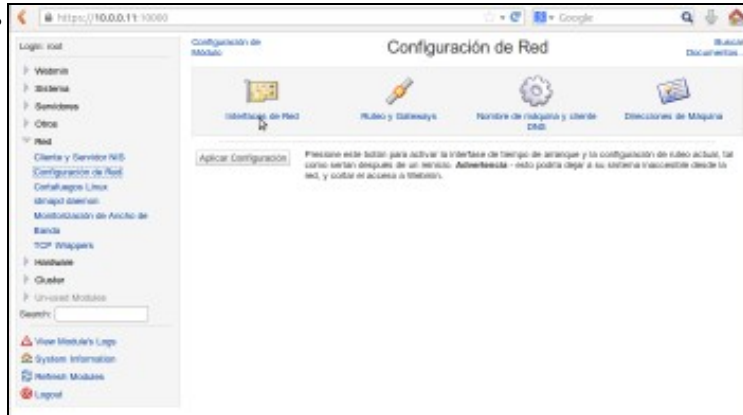 https://10.0.0.11:10000
Google
Login: root
Webmin
Sistema
Servidores
Otros
Red
Cliente y Servidor NIS
Configuración de Red
Cortafuegos Linux
idmapd daemon
Monitorización de Ancho de
Banda
TCP Wrappers
Hardware
Cluster
Un-used Modules
Search:
View Module's Logs
System Information
Refresh Modules
Logout
Configuración de
Módulo
Configuración de Red
Buscar
Documentos..
Interfaces de Red
Ruteo y Gateways
Nombre de máquina y cliente
DNS
Direcciones de Máquina
Aplicar Configuración
Presione este botón para activar la interfase de tiempo de arranque y la configuración de ruteo actual, tal
como serían después de un reinicio. Advertencia - esto podría dejar a su sistema inaccesible desde la
red, y cortar el acceso a Webmin.